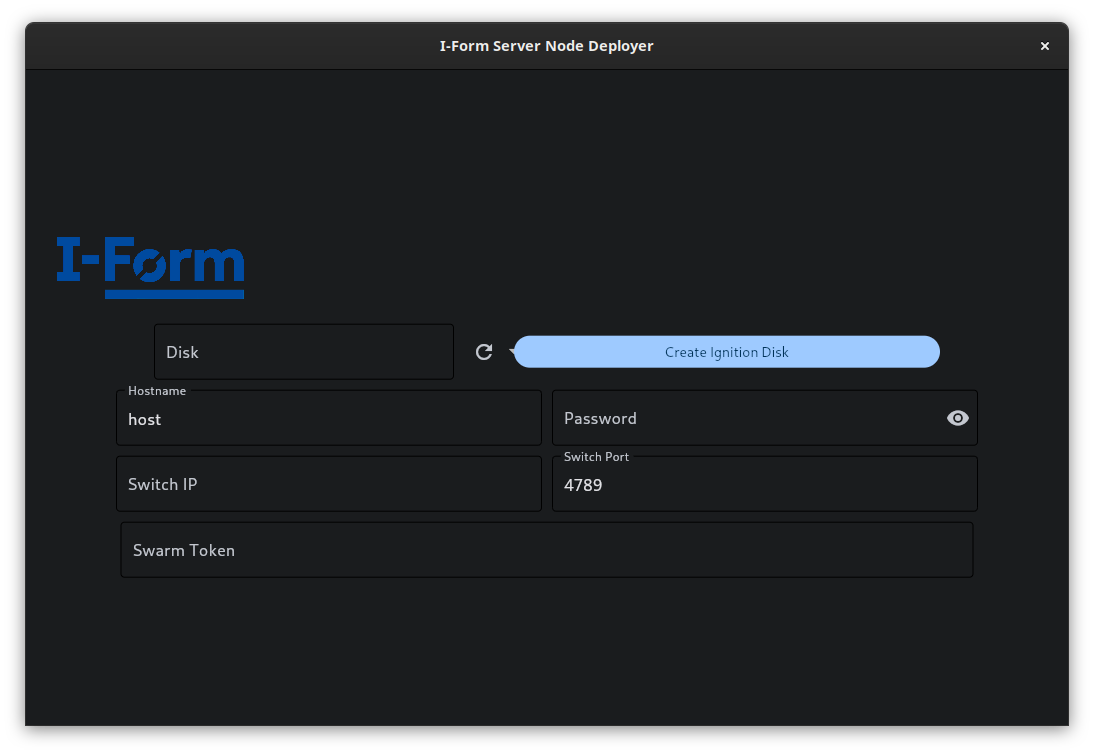 I-Form Server Node Deployer
I-Form
Disk
Create Ignition Disk
Hostname
host
Password
Switch IP
Switch Port
4789
Swarm Token